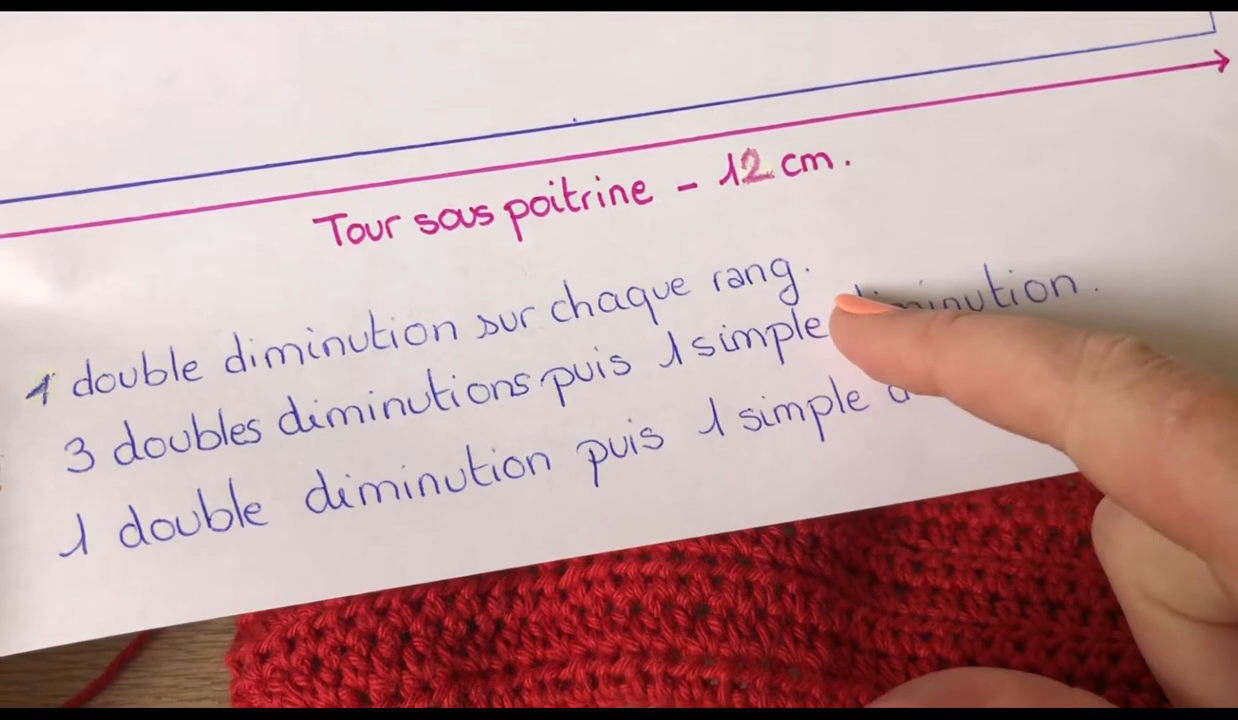 Tour sous poitrine - 12 cm.
1 double diminution sur chaque rang.
3 doubles diminutions puis 1 simple diminution.
1 double diminution puis 1 simple